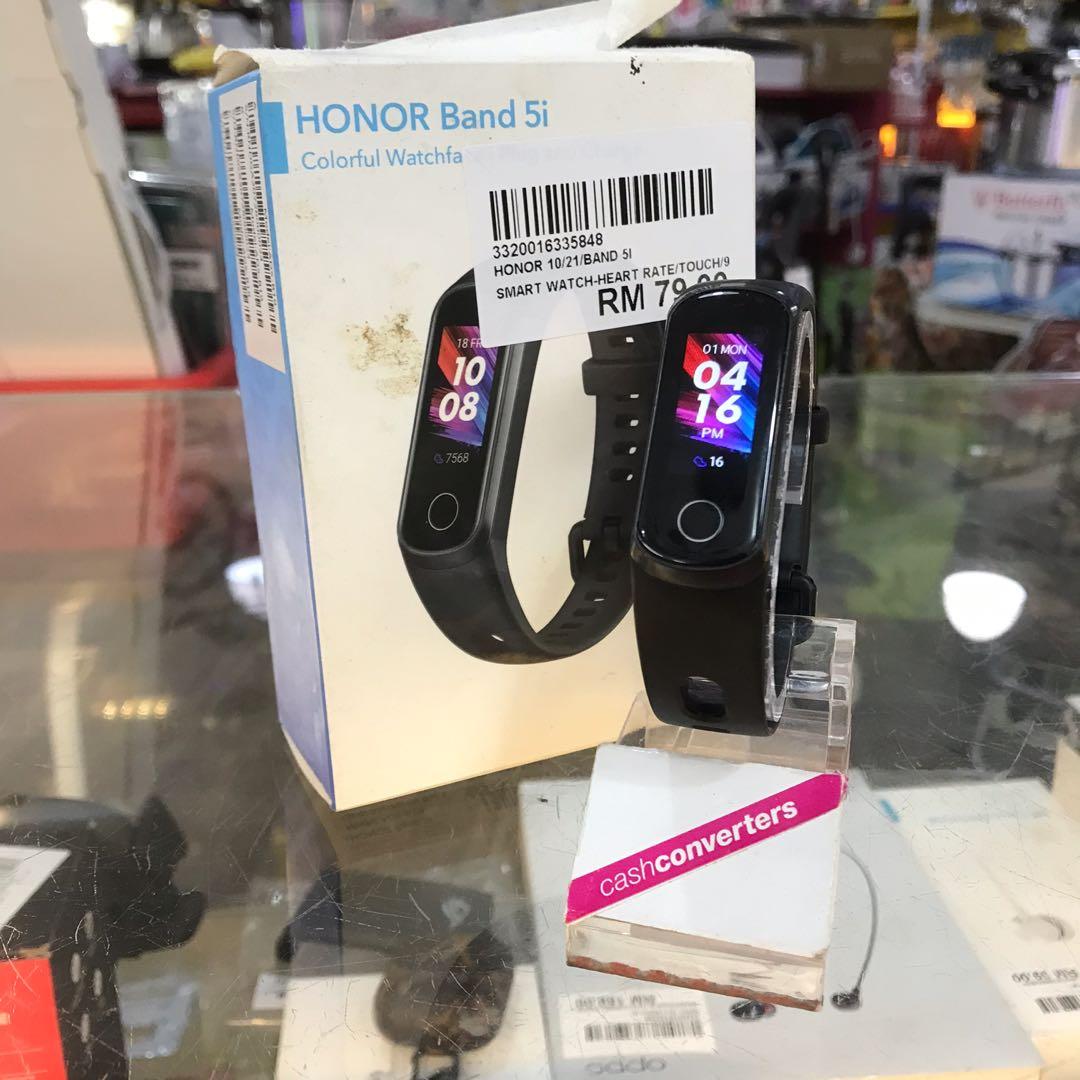 HONOR Band 5i
Colorful Watchfa
3320016335848
HONOR 10/21/BAND 5I
SMART WATCH-HEART RATE/TOUCH/9
RM
18 FR
10
08
7568
01 MON
04
16
PM
16
cashconverters
oppo